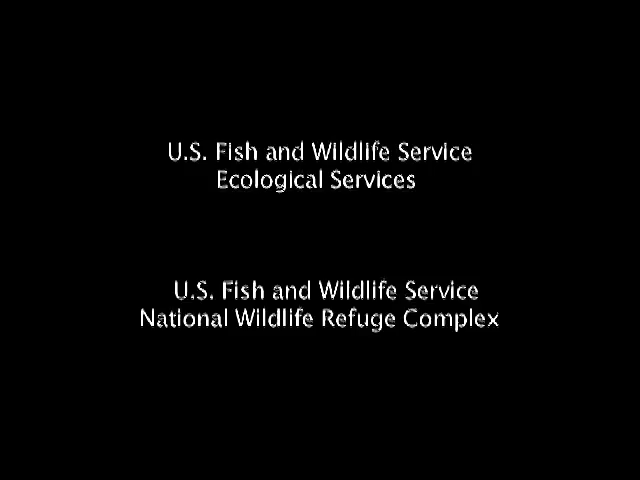 U.S. Fish and Wildlife Service
Ecological Services
U.S. Fish and Wildlife Service
National Wildlife Refuge Complex